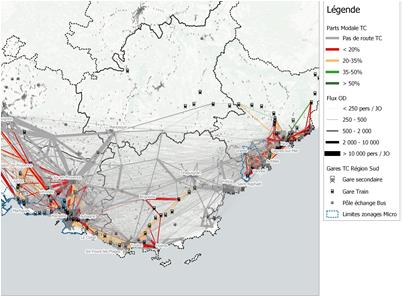 Légende
Parts Modale TC
Pas de route TC
< 20%
20-35%
35-50%
> 50%
Flux OD
< 250 pers / JO
250 - 500
500 - 2 000
2 000 - 10 000
> 10 000 pers / JO
Gares TC Région Sud
Gare secondaire
Gare Train
Pôle échange Bus
Limites zonages Micro